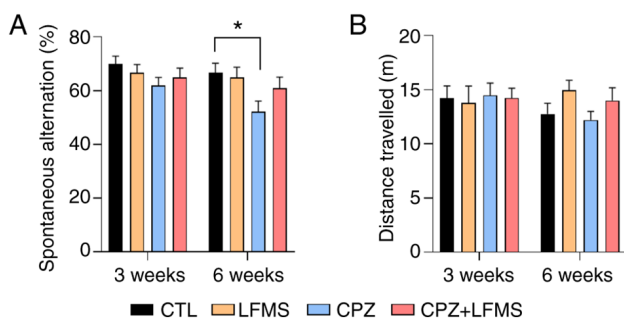 A
Spontaneous alternation (%)
80
60
40
20
0
*
3 weeks
6 weeks
B
Distance travelled (m)
20
15
10
5
0
3 weeks
6 weeks
CTL
LFMS
CPZ
CPZ+LFMS